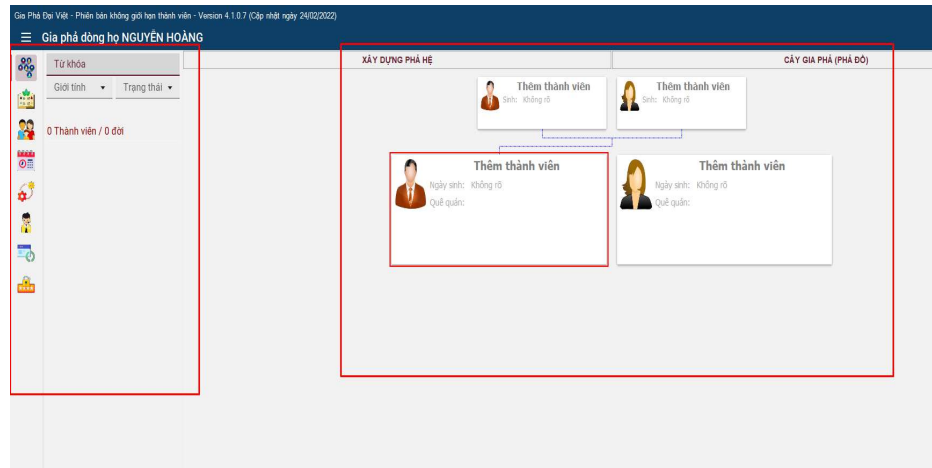 Gia Phả Đại Việt - Phiên bản không giới hạn thành viên - Version 4.1.0.7 (Cập nhật ngày 24/02/2022)
Gia phả dòng họ NGUYỄN HOÀNG
Từ khóa
Giới tính
Trạng thái
0 Thành viên / 0 đời
XÂY DỰNG PHẢ HỆ
CÂY GIA PHẢ (PHẢ ĐỒ)
Thêm thành viên
Sinh: Không rõ
Thêm thành viên
Sinh: Không rõ
Thêm thành viên
Ngày sinh: Không rõ
Quê quán:
Thêm thành viên
Ngày sinh: Không rõ
Quê quán: